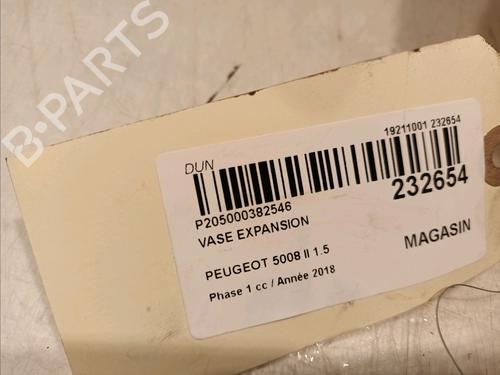 B-PARTS
DUN
19211001 232654
P205000382546
232654
VASE EXPANSION
MAGASIN
PEUGEOT 5008 II 1.5
Phase 1 cc / Année 2018